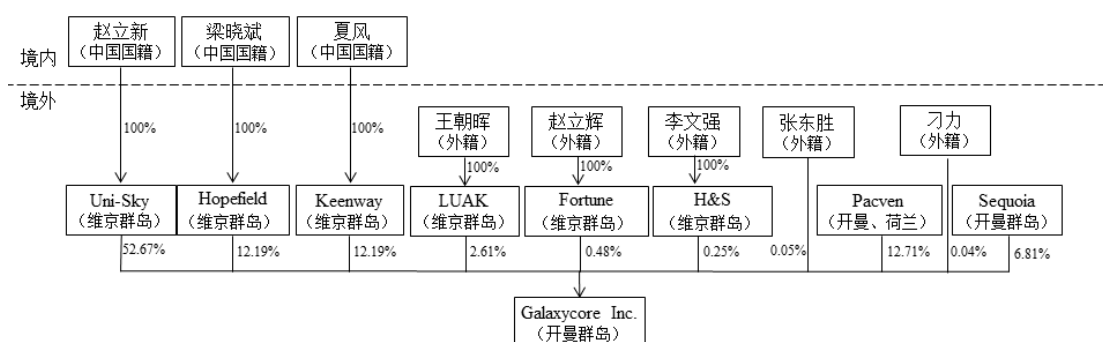 赵立新
（中国国籍）
梁晓斌
（中国国籍）
夏风
（中国国籍）
境内
境外
100%
100%
100%
王朝晖
（外籍）
赵立辉
（外籍）
李文强
（外籍）
张东胜
（外籍）
刁力
（外籍）
100%
100%
100%
Uni-Sky
（维京群岛）
Hopefield
（维京群岛）
Keenway
（维京群岛）
LUAK
（维京群岛）
Fortune
（维京群岛）
H&S
（维京群岛）
Pacven
（开曼、荷兰）
Sequoia
（开曼群岛）
52.67%
12.19%
12.19%
2.61%
0.48%
0.25%
0.05%
12.71%
0.04%
6.81%
Galaxycore Inc.
（开曼群岛）